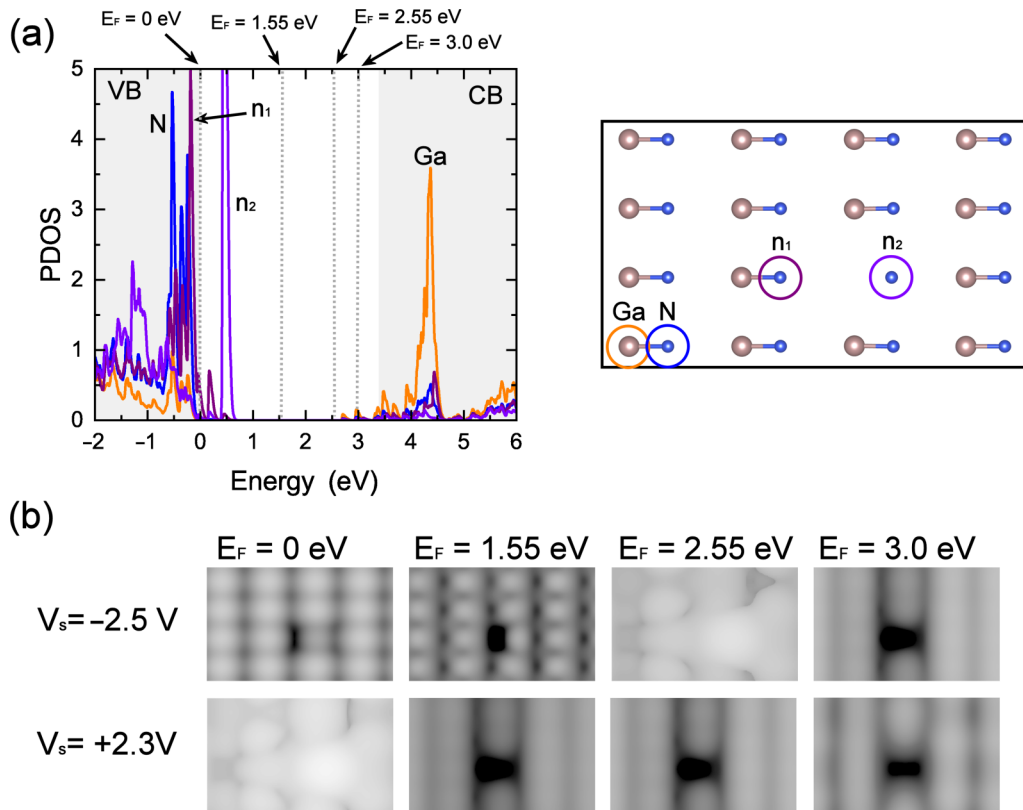 (a)
E_F = 0 eV
E_F = 1.55 eV
E_F = 2.55 eV
E_F = 3.0 eV
5
4
3
2
1
0
PDOS
VB
CB
N
n₁
n₂
Ga
−2 −1 0 1 2 3 4 5 6
Energy (eV)
n₁ n₂
Ga N
(b)
E_F = 0 eV E_F = 1.55 eV E_F = 2.55 eV E_F = 3.0 eV
Vₛ= −2.5 V
Vₛ= +2.3V